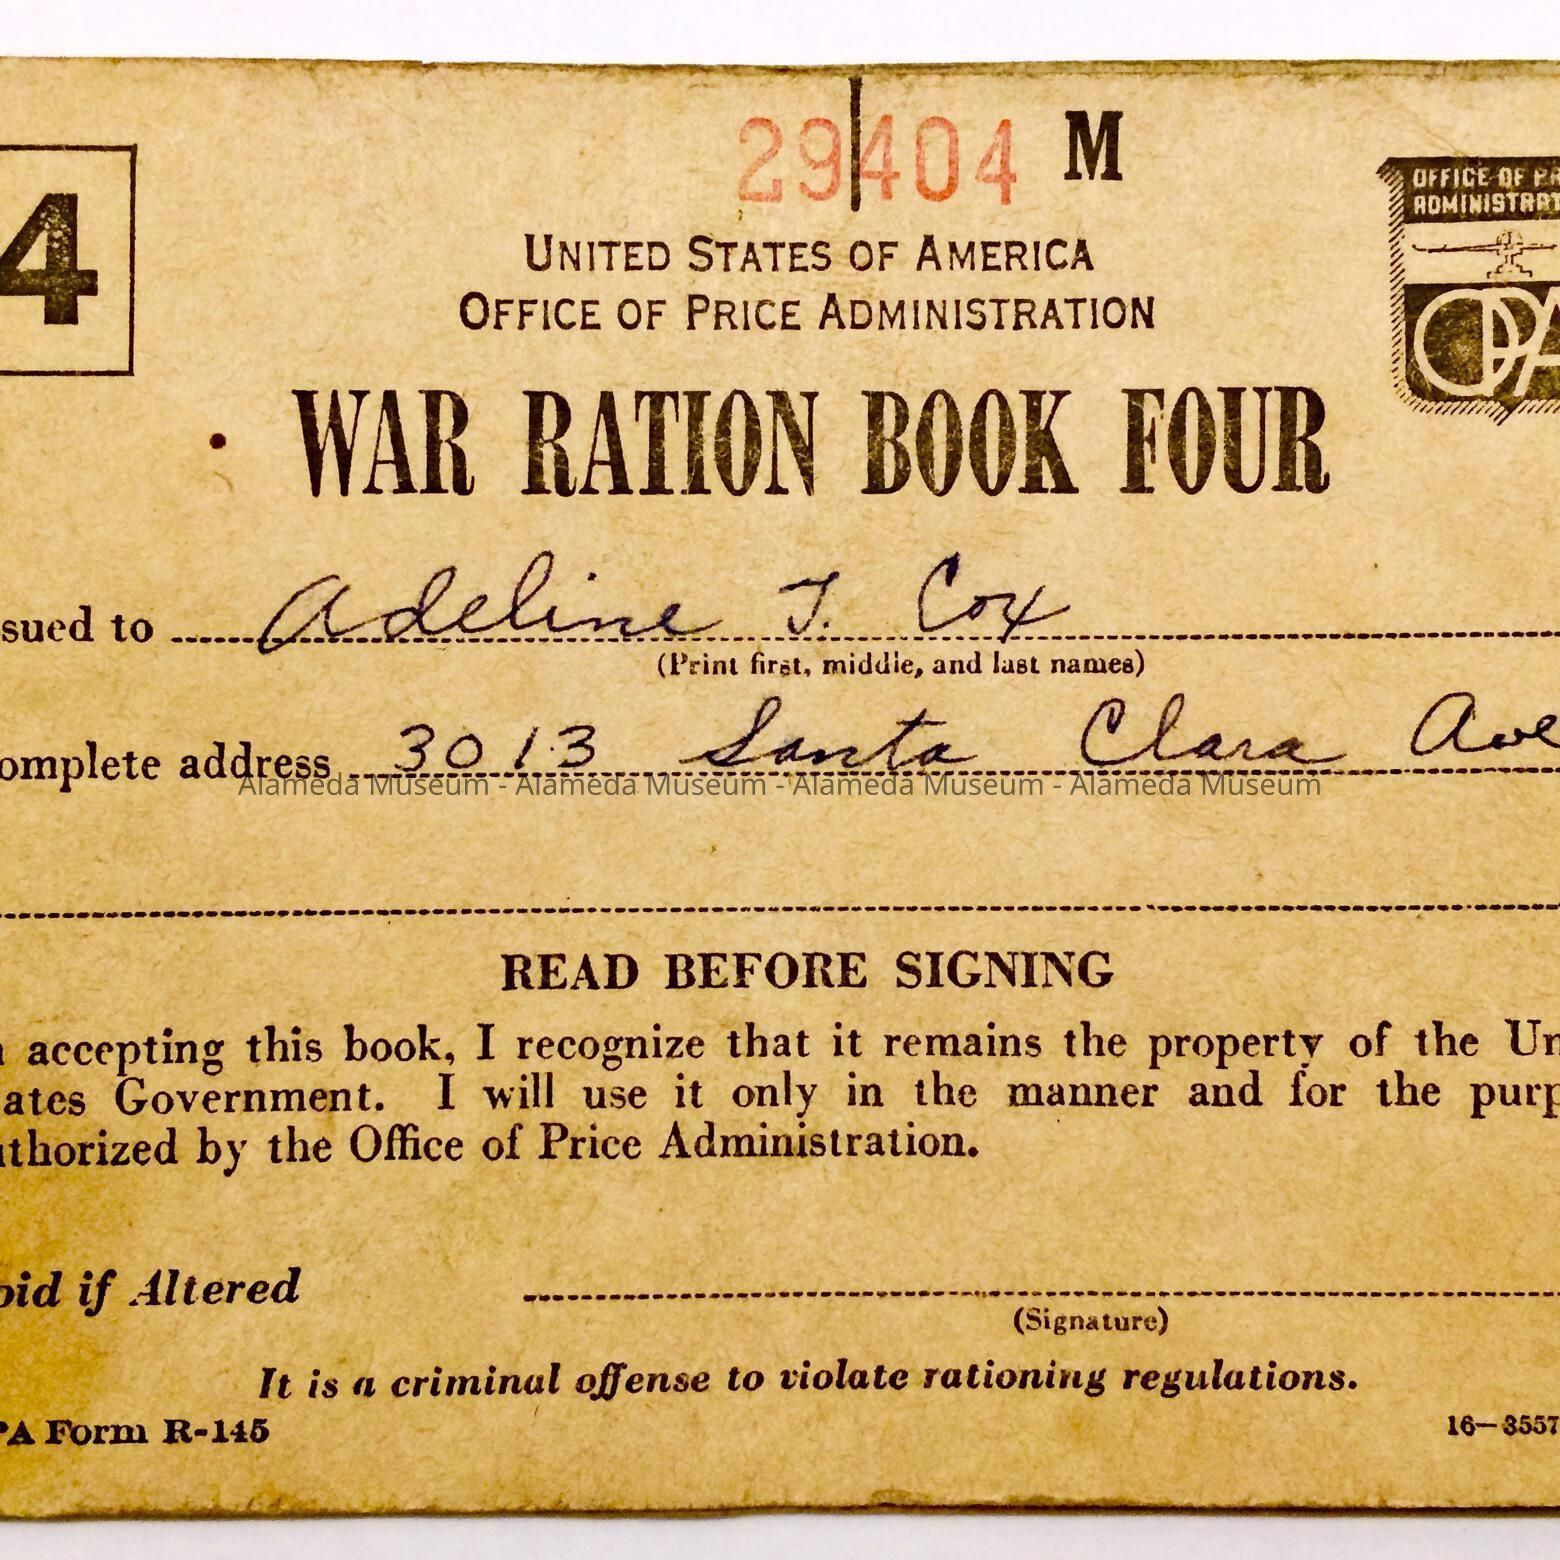 29404 M
4
OFFICE OF PR
ADMINISTRAT
OPA
UNITED STATES OF AMERICA
OFFICE OF PRICE ADMINISTRATION
WAR RATION BOOK FOUR
sued to Adeline T. Cox
(Print first, middle, and last names)
omplete address 3013 Santa Clara Ave
Alameda Museum - Alameda Museum - Alameda Museum - Alameda Museum
READ BEFORE SIGNING
accepting this book, I recognize that it remains the property of the Un
ates Government. I will use it only in the manner and for the purp
uthorized by the Office of Price Administration.
oid if Altered
(Signature)
It is a criminal offense to violate rationing regulations.
PA Form R-145
16-3557